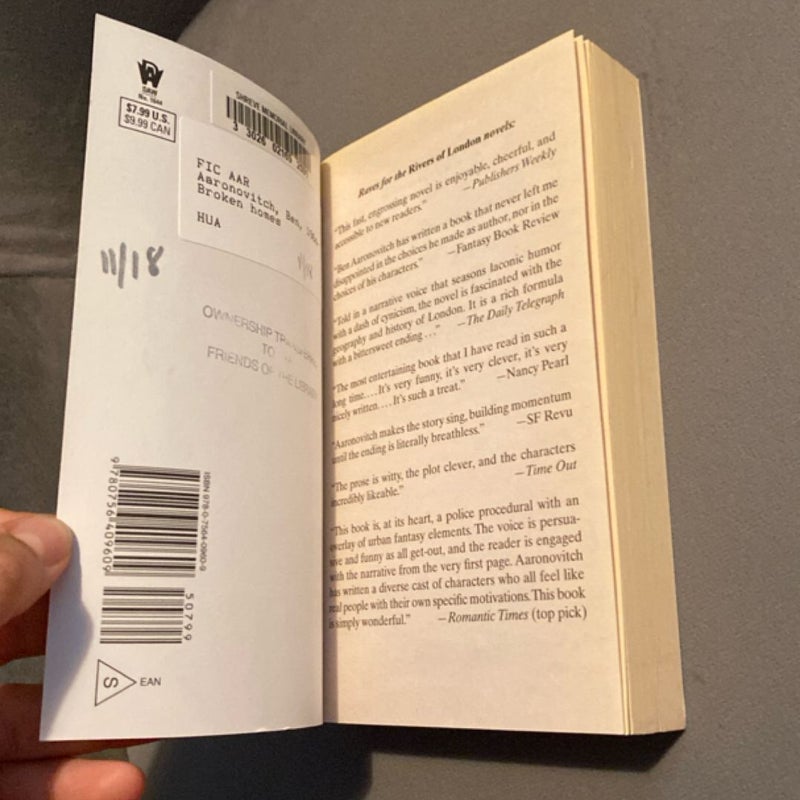 DAW
No. 1644
$7.99 U.S.
$9.99 CAN
SHREVE MEMORIAL LIBRARY
3 3026
FIC AAR
Aaronovitch, Ben,
Broken homes
HUA
11/18
11/18
OWNERSHIP TRANSFERRED
TO
FRIENDS OF THE LIBRARY
ISBN 978-0-7564-0960-9
9 780756 409609
50799
S EAN
Raves for the Rivers of London novels:
"This fast, engrossing novel is enjoyable, cheerful, and
accessible to new readers." —Publishers Weekly
"Ben Aaronovitch has written a book that never left me
disappointed in the choices he made as author, nor in the
choices of his characters." —Fantasy Book Review
"Told in a narrative voice that seasons laconic humor
with a dash of cynicism, the novel is fascinated with the
geography and history of London. It is a rich formula
with a bittersweet ending . . ." —The Daily Telegraph
"The most entertaining book that I have read in such a
long time. . . . It's very funny, it's very clever, it's very
nicely written. . . . It's such a treat." —Nancy Pearl
"Aaronovitch makes the story sing, building momentum
until the ending is literally breathless." —SF Revu
"The prose is witty, the plot clever, and the characters
incredibly likeable." —Time Out
"This book is, at its heart, a police procedural with an
overlay of urban fantasy elements. The voice is persua-
sive and funny as all get-out, and the reader is engaged
with the narrative from the very first page. Aaronovitch
has written a diverse cast of characters who all feel like
real people with their own specific motivations. This book
is simply wonderful." —Romantic Times (top pick)